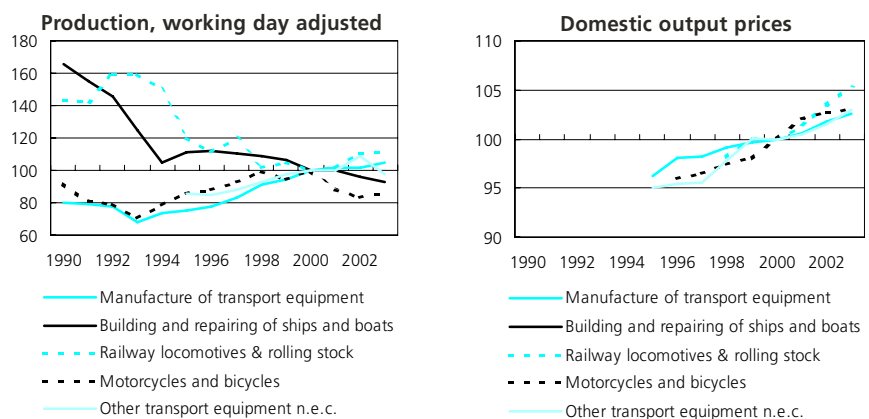 Production, working day adjusted
180
160
140
120
100
80
60
1990 1992 1994 1996 1998 2000 2002
Manufacture of transport equipment
Building and repairing of ships and boats
Railway locomotives & rolling stock
Motorcycles and bicycles
Other transport equipment n.e.c.
Domestic output prices
110
105
100
95
90
1990 1992 1994 1996 1998 2000 2002
Manufacture of transport equipment
Building and repairing of ships and boats
Railway locomotives & rolling stock
Motorcycles and bicycles
Other transport equipment n.e.c.